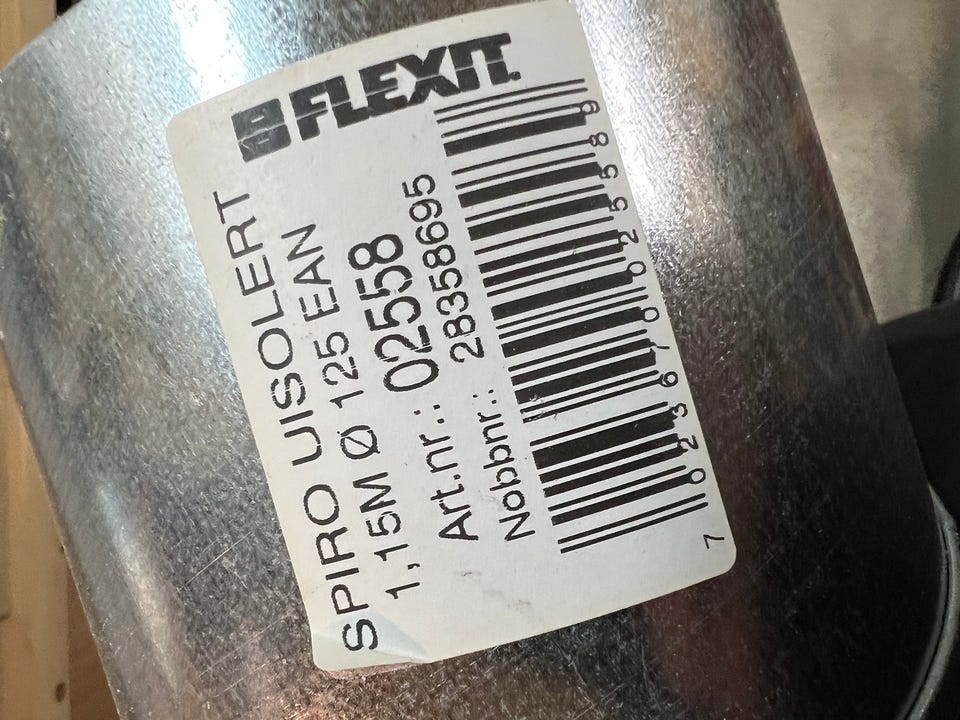 FLEXIT.
SPIRO UISOLERT
1,15M Ø 125 EAN
Art.nr.: 02558
Nobbnr.: 28358695
7 023670 025589